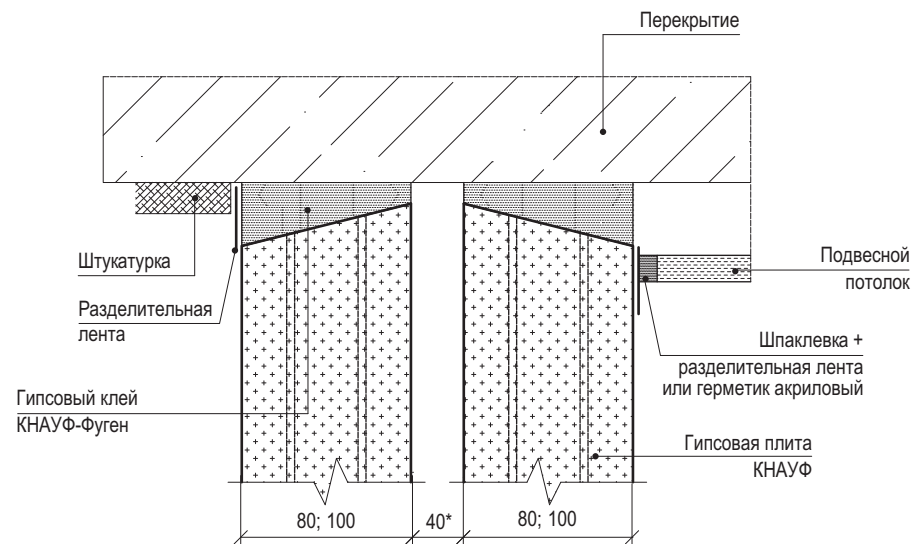 Перекрытие
Штукатурка
Разделительная
лента
Гипсовый клей
КНАУФ-Фуген
Подвесной
потолок
Шпаклевка +
разделительная лента
или герметик акриловый
Гипсовая плита
КНАУФ
80; 100
40*
80; 100